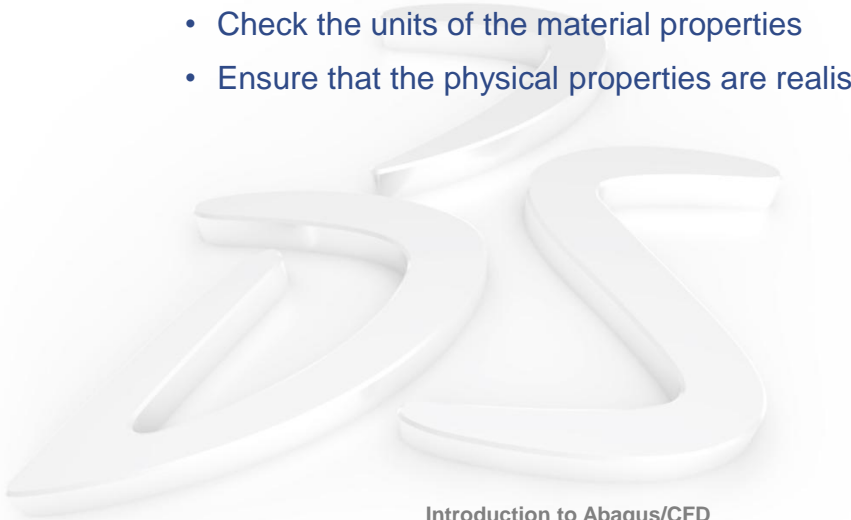 • Check the units of the material properties
• Ensure that the physical properties are realis
Introduction to Abaqus/CFD